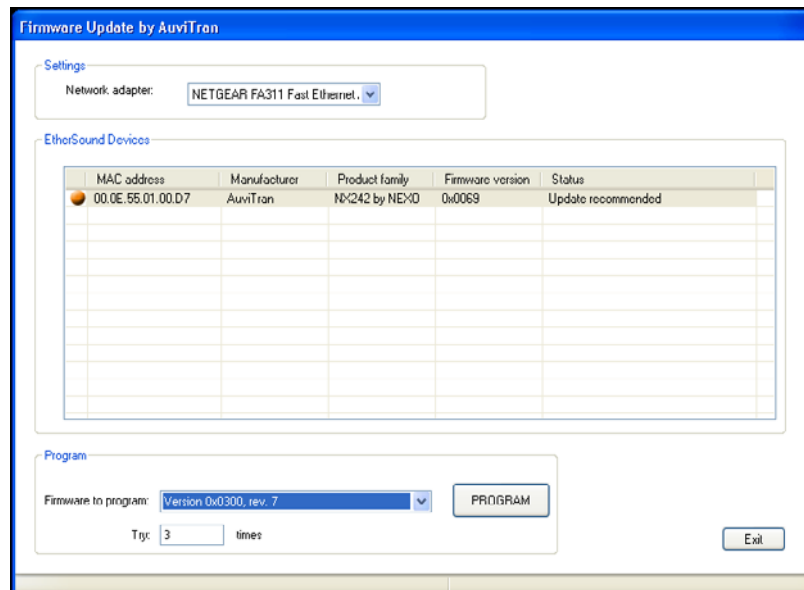 Firmware Update by AuviTran
Settings
Network adapter: NETGEAR FA311 Fast Ethernet.
EtherSound Devices
MAC address Manufacturer Product family Firmware version Status
00.0E.55.01.00.D7 AuviTran NX242 by NEXO 0x0069 Update recommended
Program
Firmware to program: Version 0x0300, rev. 7 PROGRAM
Try: 3 times
Exit